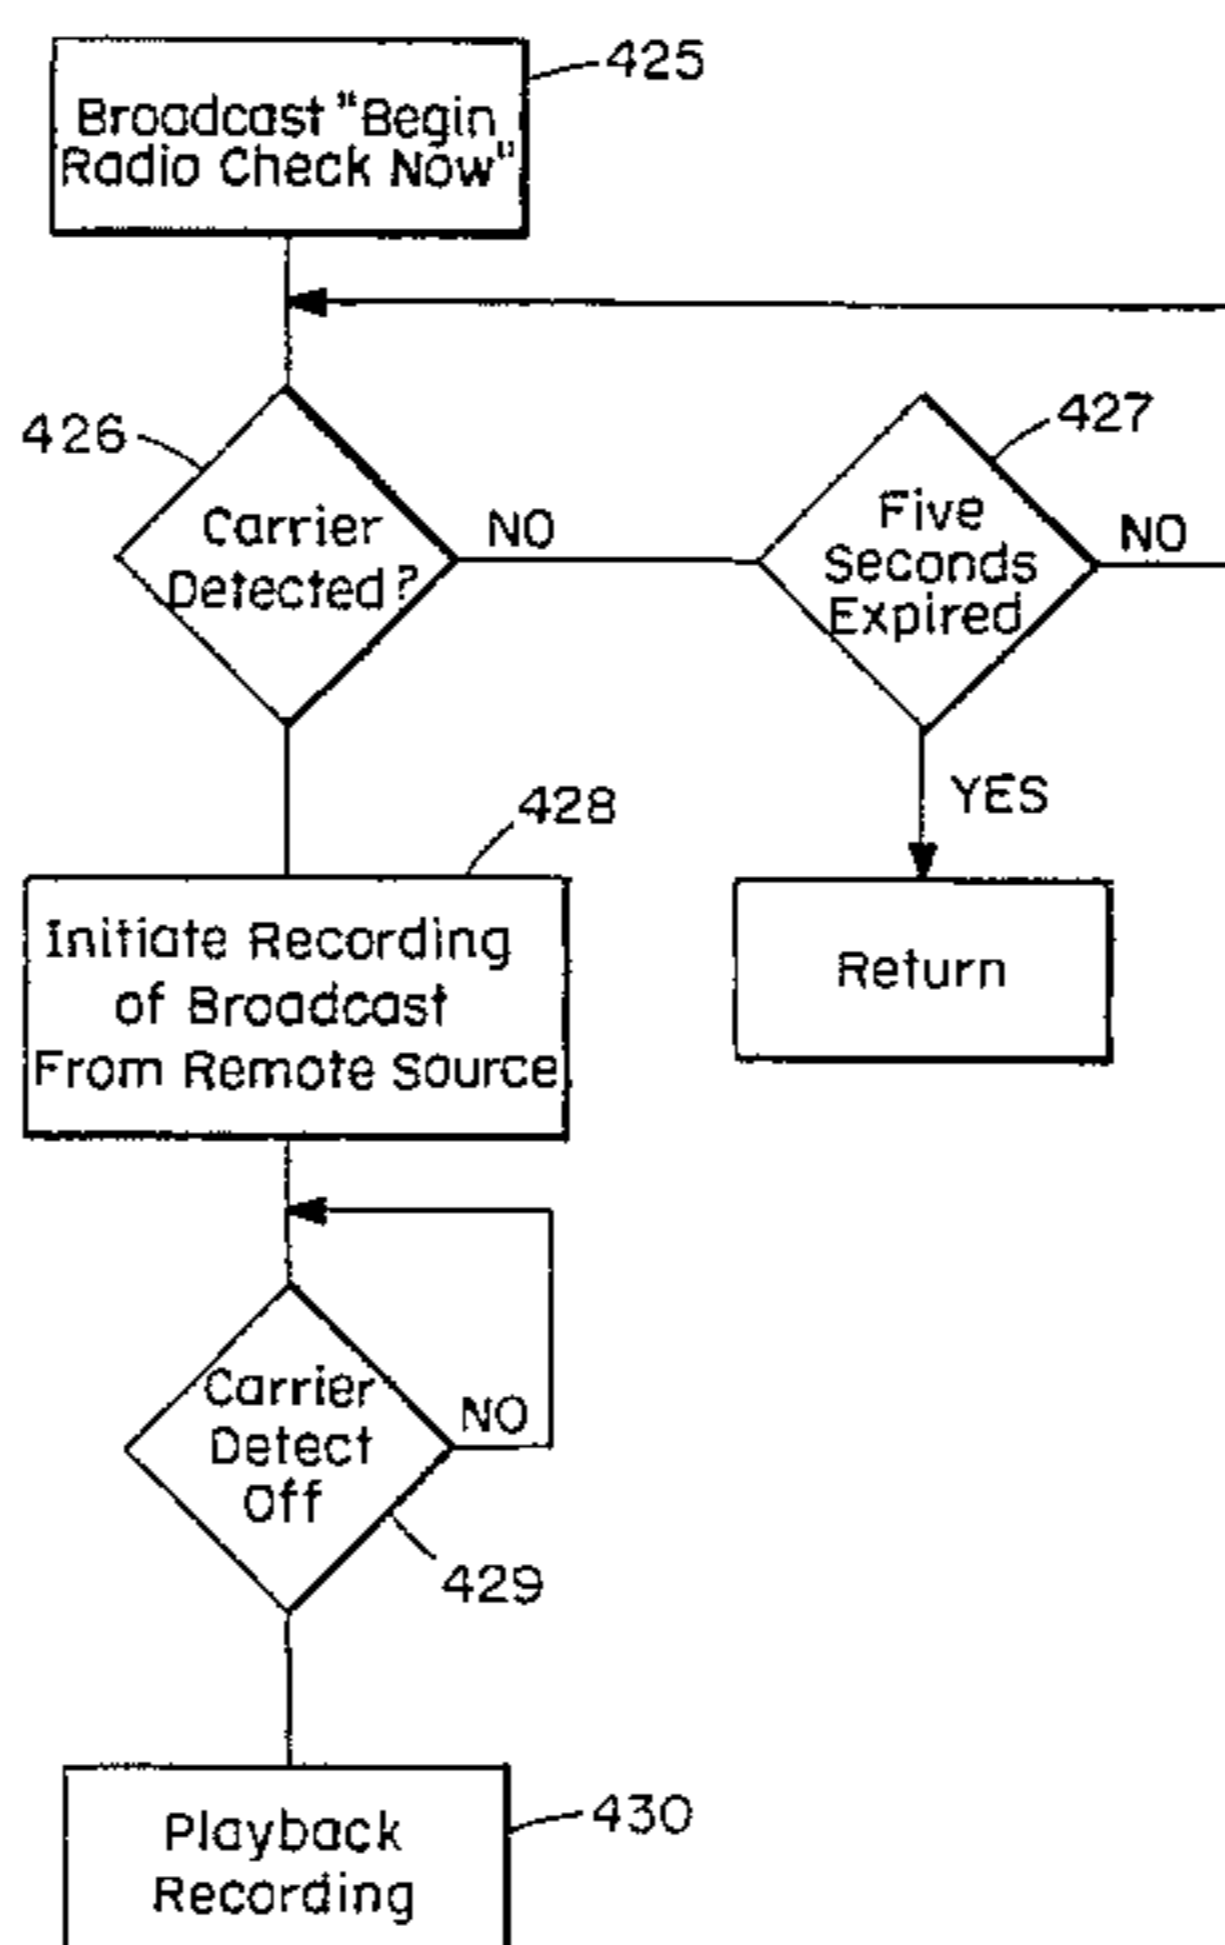 425
Broadcast "Begin
Radio Check Now"
426
Carrier
Detected?
NO
427
Five
Seconds
Expired
NO
YES
428
Initiate Recording
of Broadcast
From Remote Source
Return
Carrier
Detect
Off
NO
429
Playback
Recording
430